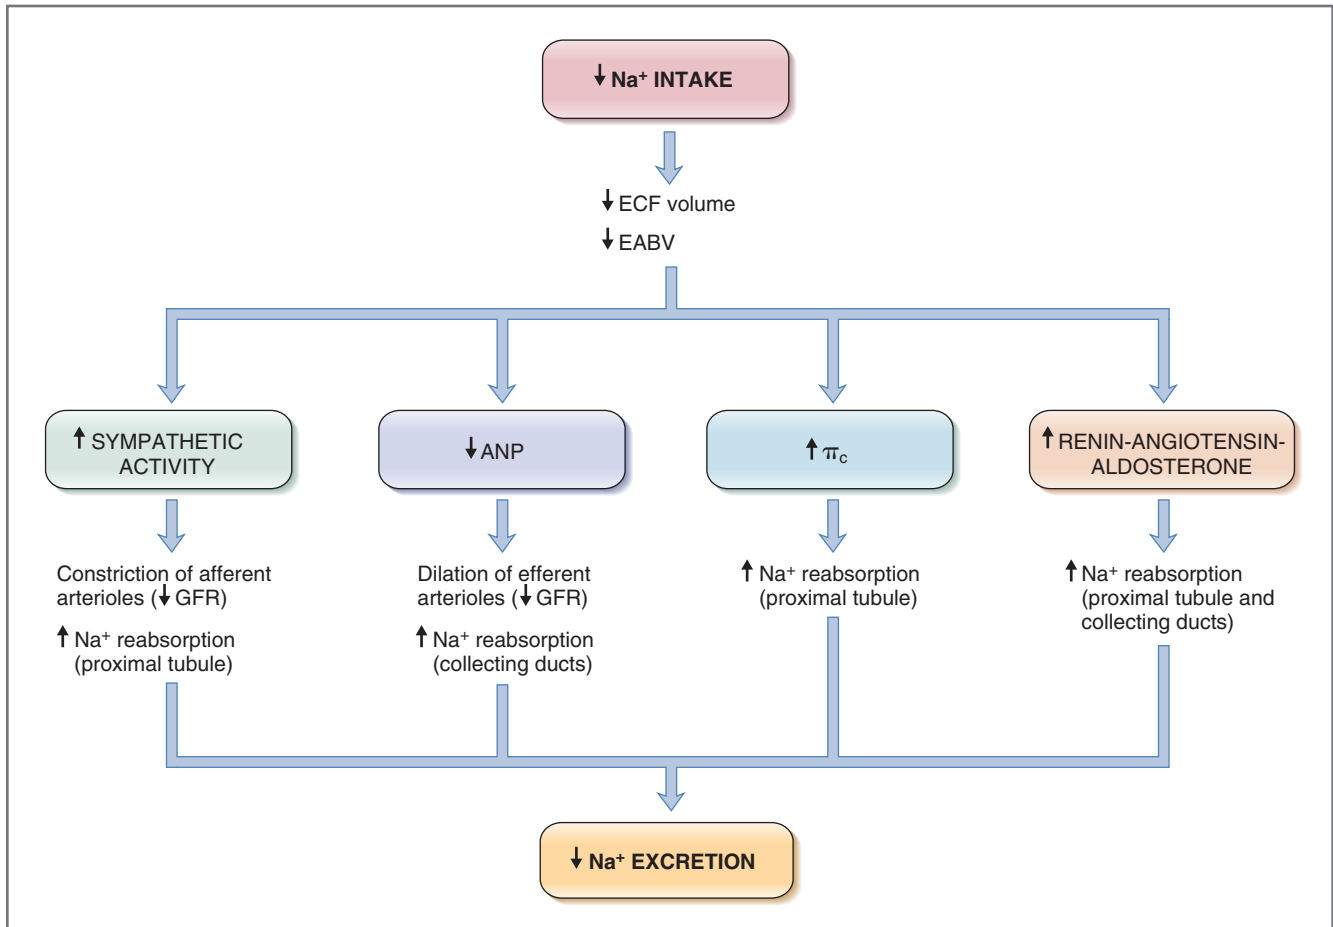 ↓ Na⁺ INTAKE
↓ ECF volume
↓ EABV
↑ SYMPATHETIC
ACTIVITY
Constriction of afferent
arterioles (↓ GFR)
↑ Na⁺ reabsorption
(proximal tubule)
↓ ANP
Dilation of efferent
arterioles (↓ GFR)
↑ Na⁺ reabsorption
(collecting ducts)
↑ πc
↑ Na⁺ reabsorption
(proximal tubule)
↑ RENIN-ANGIOTENSIN-
ALDOSTERONE
↑ Na⁺ reabsorption
(proximal tubule and
collecting ducts)
↓ Na⁺ EXCRETION